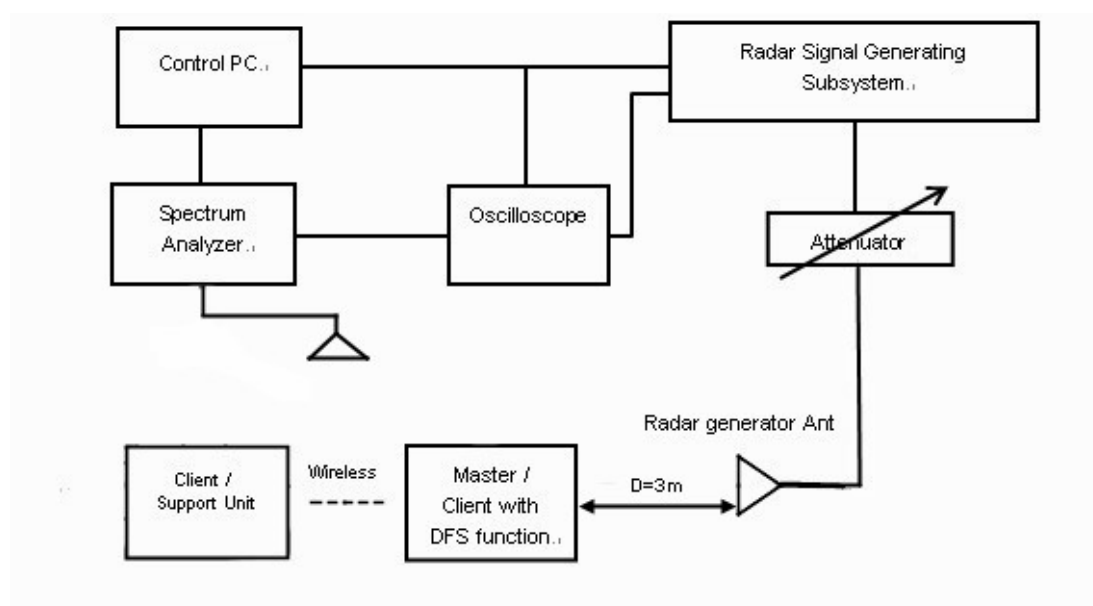 Control PC
Radar Signal Generating
Subsystem
Spectrum
Analyzer
Oscilloscope
Attenuator
Radar generator Ant
Client /
Support Unit
Wireless
Master /
Client with
DFS function
D=3m